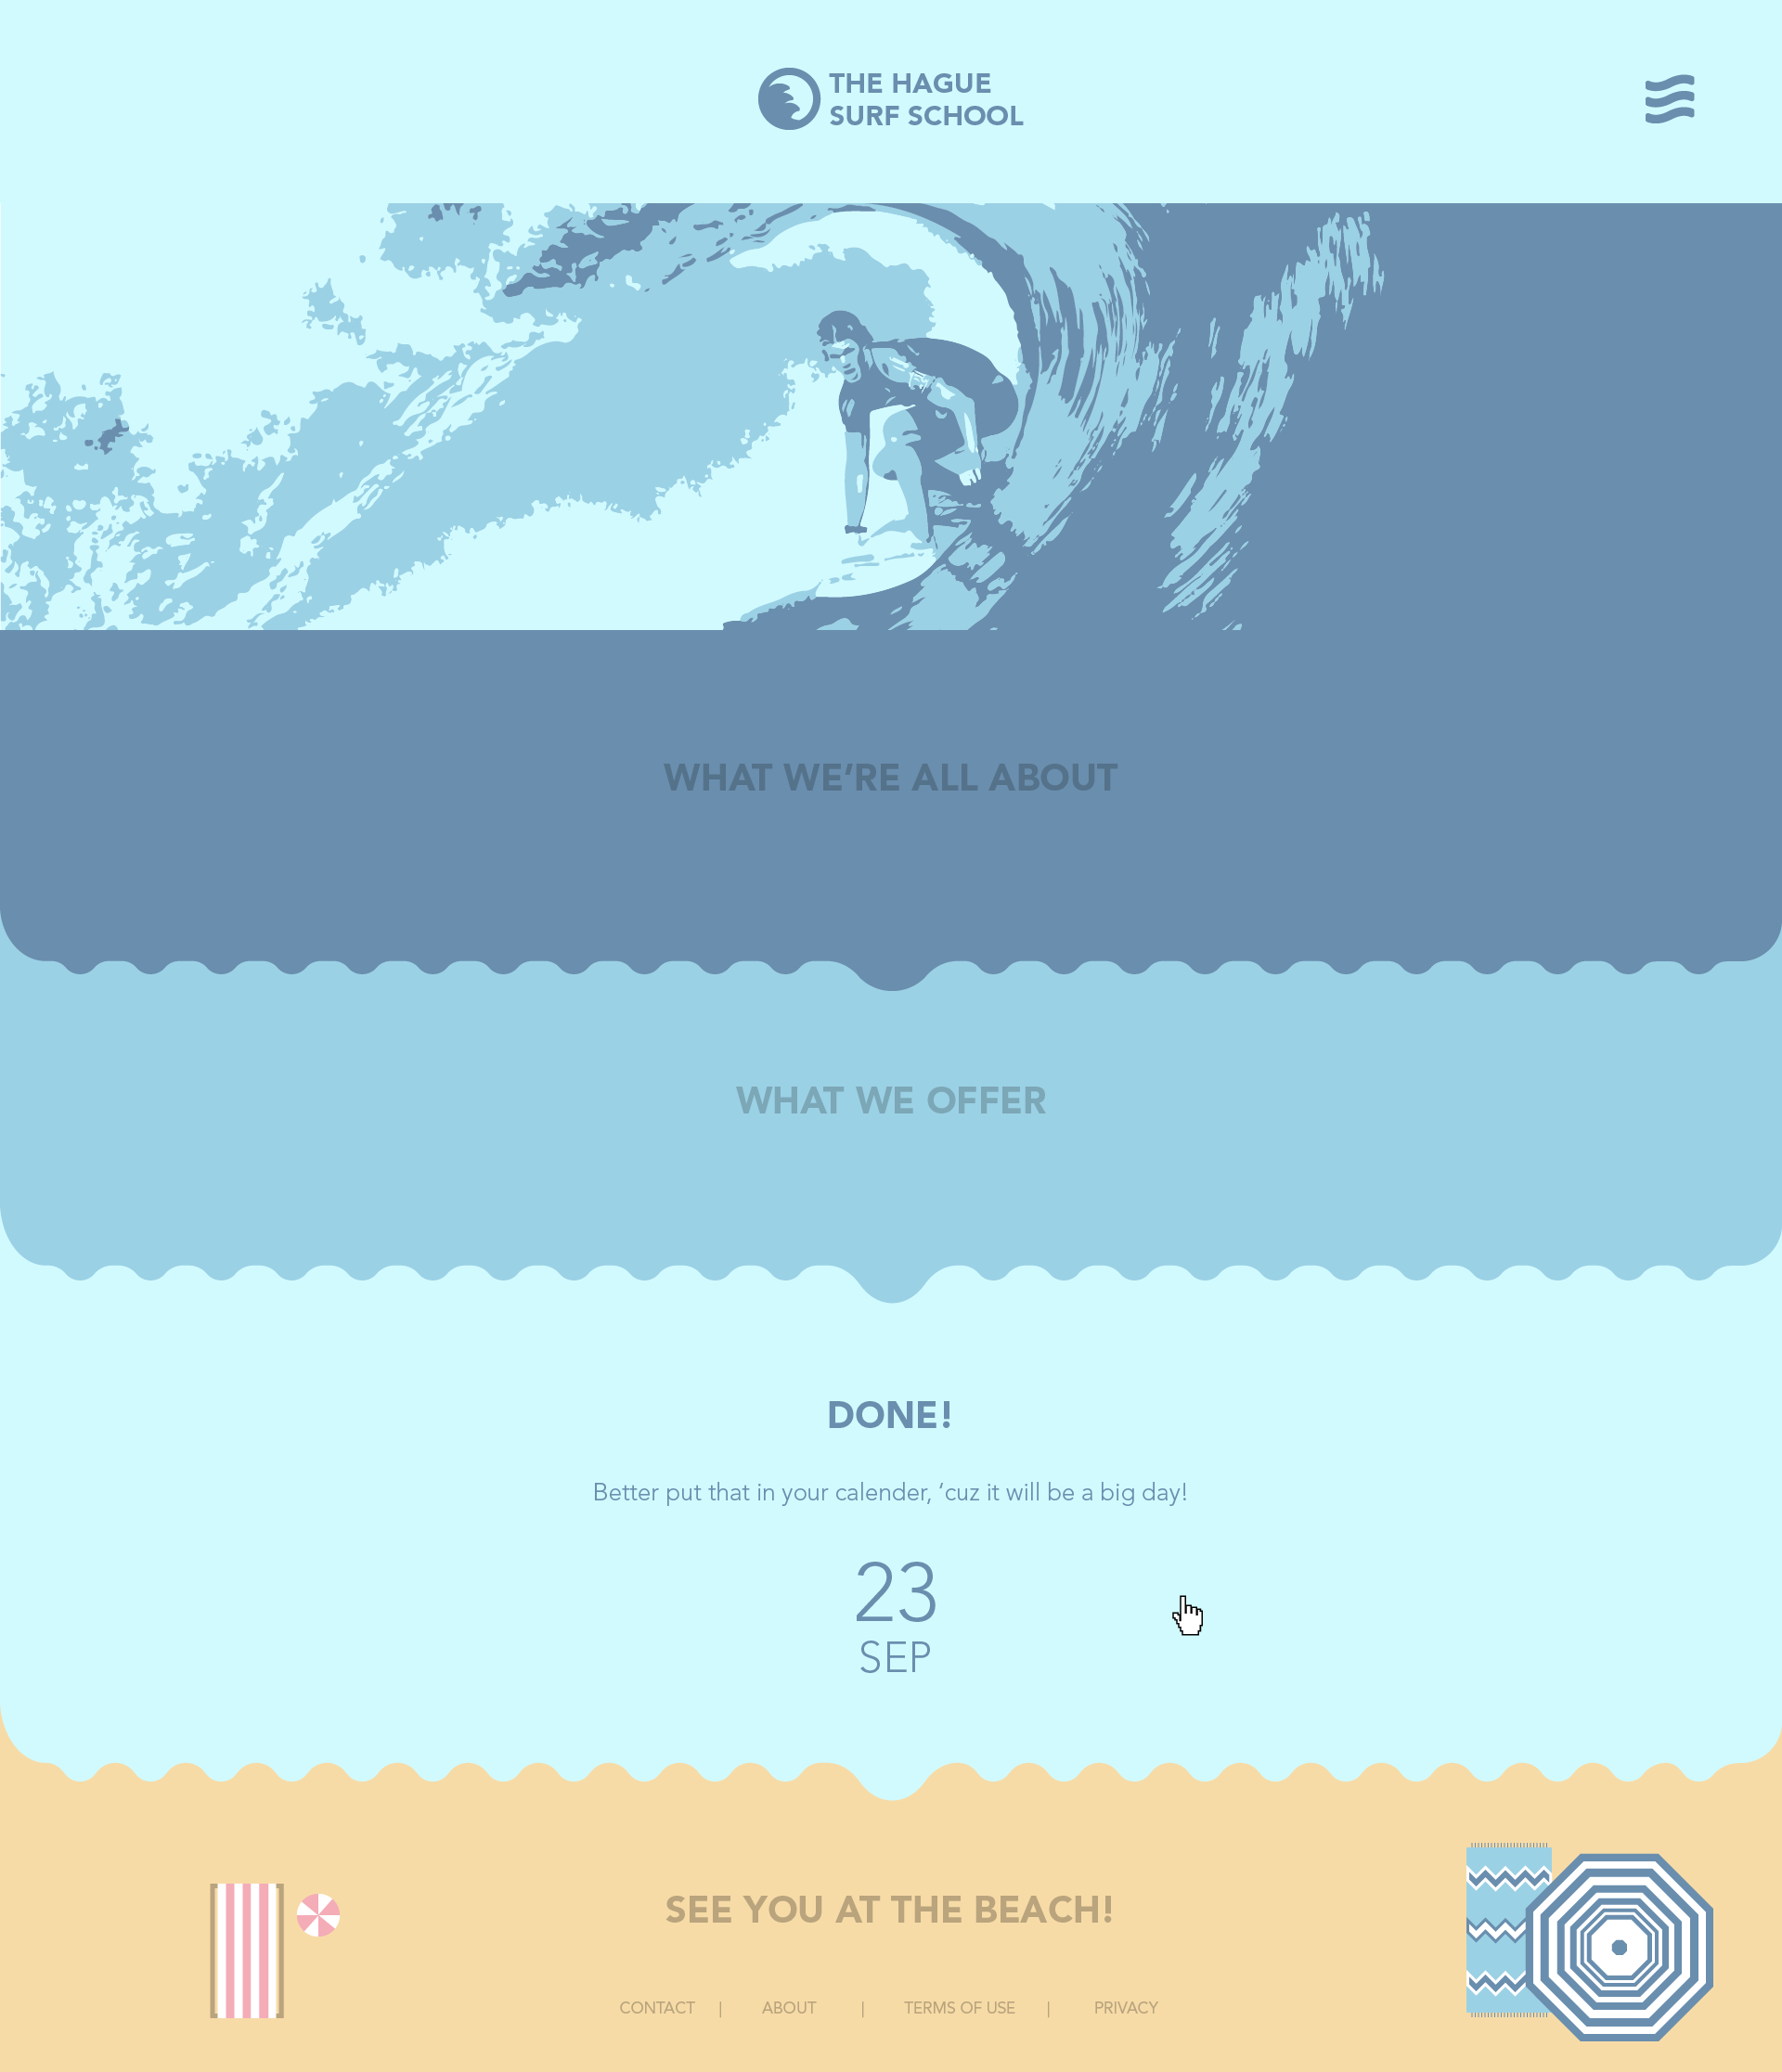 THE HAGUE
SURF SCHOOL
WHAT WE’RE ALL ABOUT
WHAT WE OFFER
DONE!
Better put that in your calender, ‘cuz it will be a big day!
23
SEP
SEE YOU AT THE BEACH!
CONTACT | ABOUT | TERMS OF USE | PRIVACY